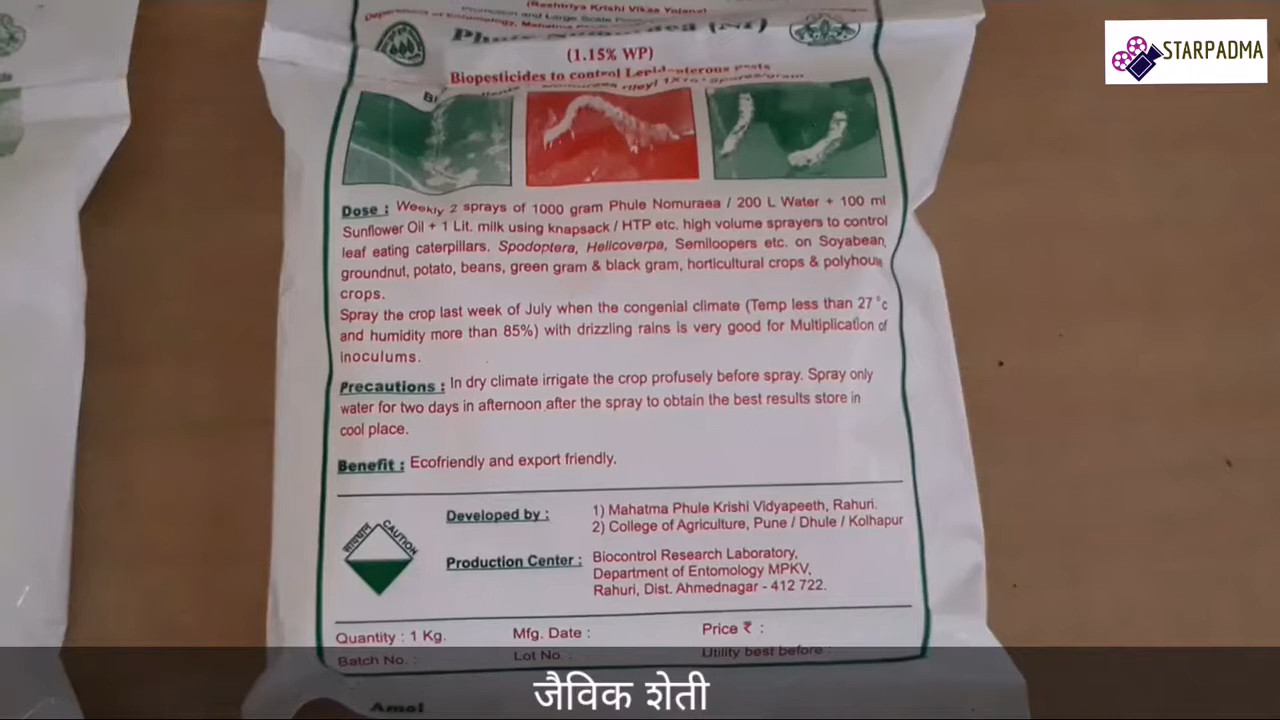 (Rashtriya Krishi Vikas Yojana)
STARPADMA
(1.15% WP)
Biopesticides to control Lepidopterous Pests
Dose : Weekly 2 sprays of 1000 gram Phule Nomuraea / 200 L Water + 100 ml
Sunflower Oil + 1 Lit. milk using knapsack / HTP etc. high volume sprayers to control
leaf eating caterpillars. Spodoptera, Helicoverpa, Semiloopers etc. on Soyabean,
groundnut, potato, beans, green gram & black gram, horticultural crops & polyhouse
crops.
Spray the crop last week of July when the congenial climate (Temp less than 27 °c
and humidity more than 85%) with drizzling rains is very good for Multiplication of
inoculums.
Precautions : In dry climate irrigate the crop profusely before spray. Spray only
water for two days in afternoon after the spray to obtain the best results store in
cool place.
Benefit : Ecofriendly and export friendly.
सावधान CAUTION
Developed by : 1) Mahatma Phule Krishi Vidyapeeth, Rahuri.
2) College of Agriculture, Pune / Dhule / Kolhapur
Production Center : Biocontrol Research Laboratory,
Department of Entomology MPKV,
Rahuri, Dist. Ahmednagar - 412 722.
Quantity : 1 Kg. Mfg. Date : Price ₹ :
Batch No. : Lot No. : Utility best before :
जैविक शेती
Amol